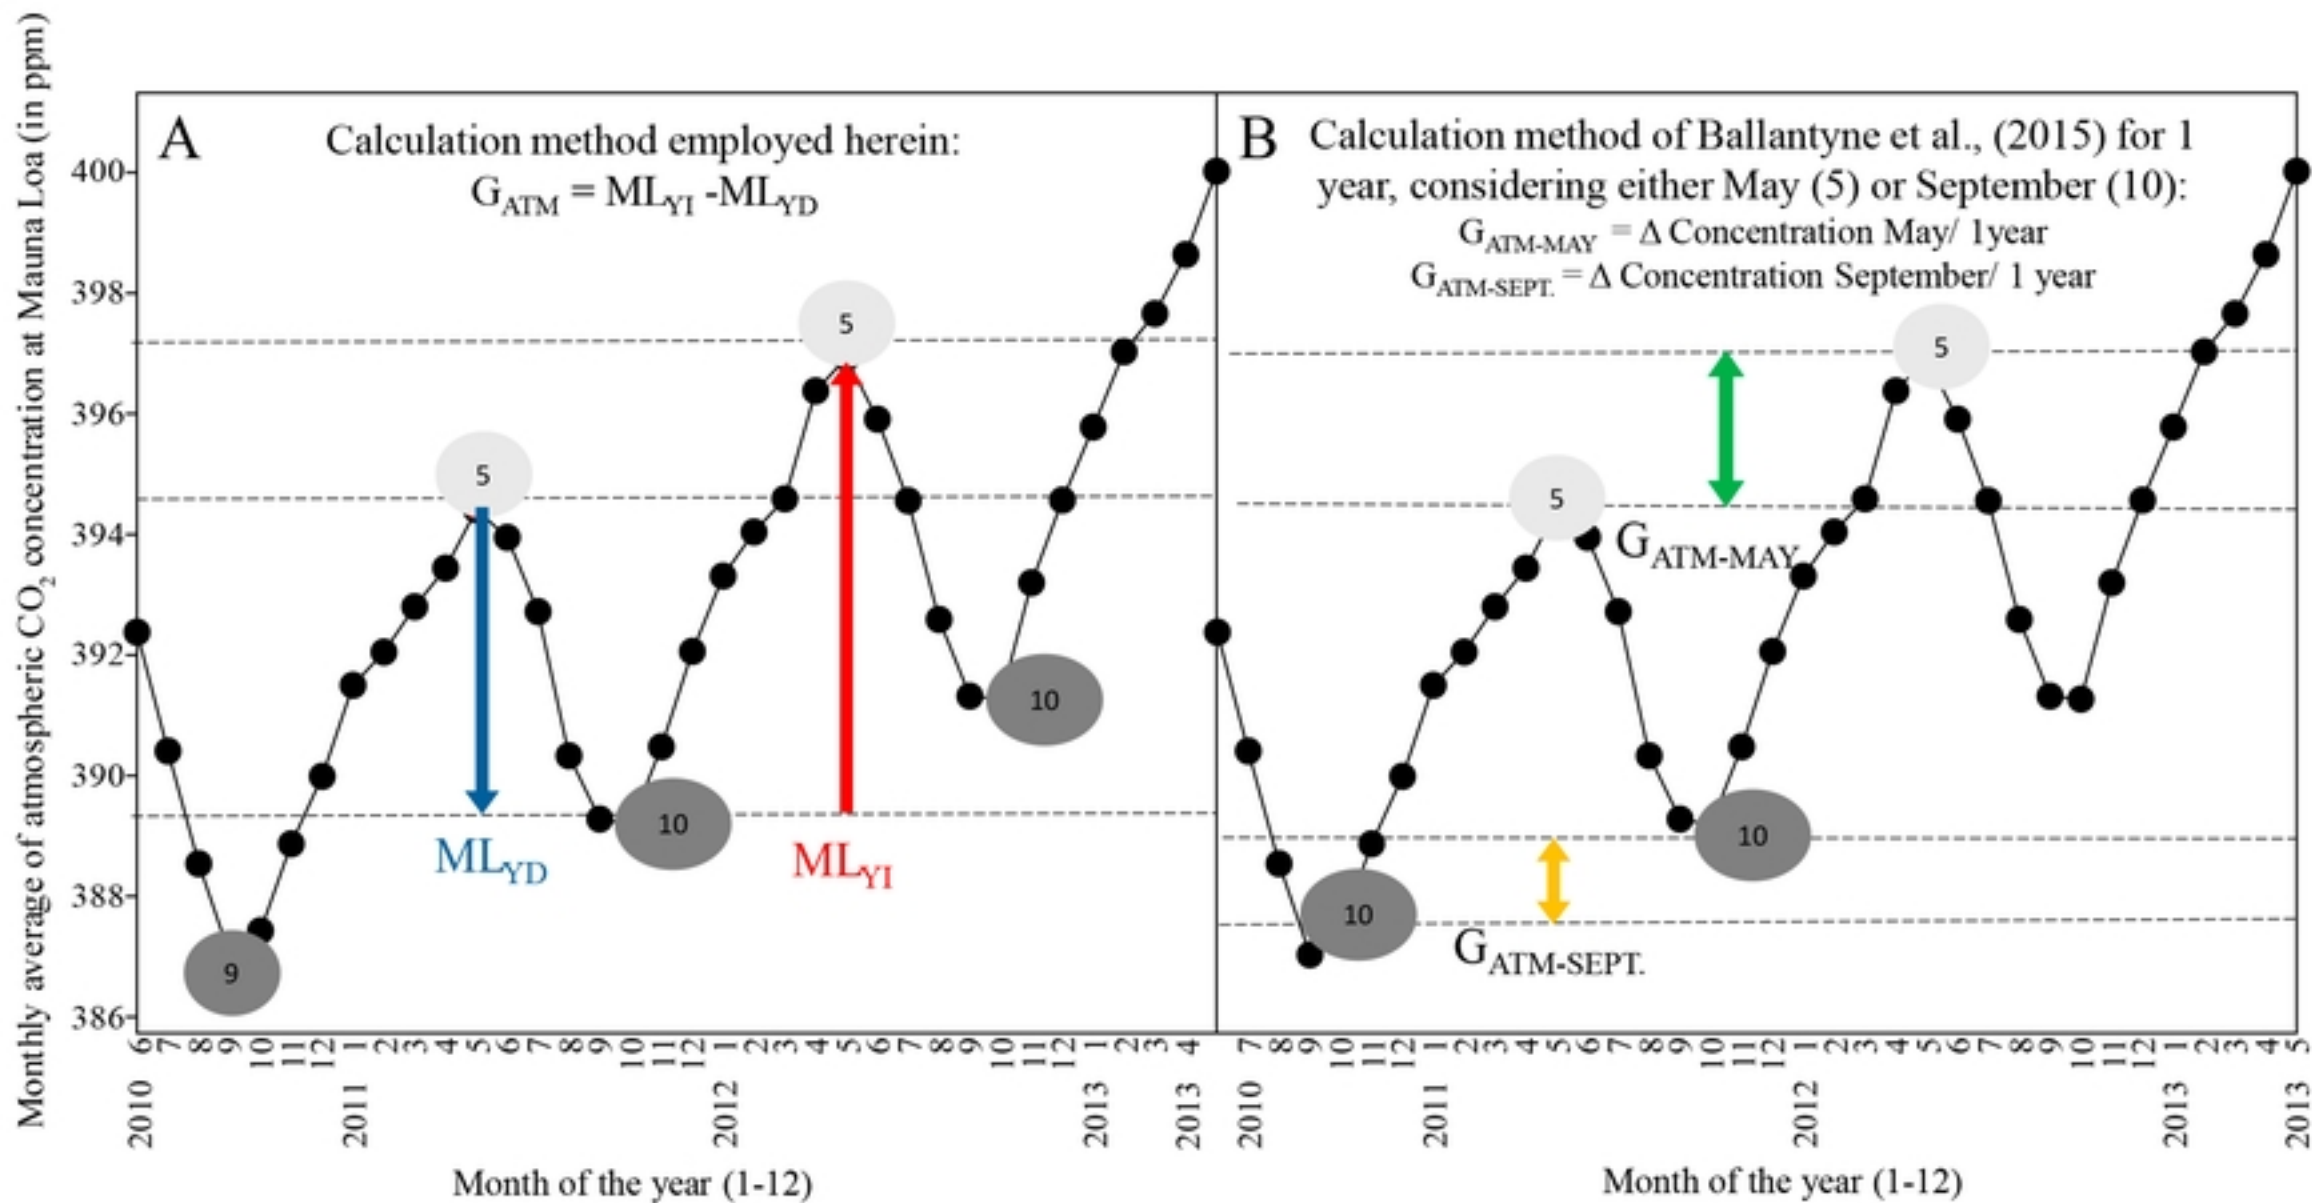 Monthly average of atmospheric CO2 concentration at Mauna Loa (in ppm)
400
398
396
394
392
390
388
386
A
Calculation method employed herein:
GATM = MLYI -MLYD
5
5
9
10
10
MLYD
MLYI
6 7 8 9 10 11 12 1 2 3 4 5 6 7 8 9 10 11 12 1 2 3 4 5 6 7 8 9 10 11 12 1 2 3 4
2010 2011 2012 2013 2013
Month of the year (1-12)
B
Calculation method of Ballantyne et al., (2015) for 1
year, considering either May (5) or September (10):
GATM-MAY = Δ Concentration May/ 1year
GATM-SEPT. = Δ Concentration September/ 1 year
5
5
GATM-MAY
10
10
GATM-SEPT.
7 8 9 10 11 12 1 2 3 4 5 6 7 8 9 10 11 12 1 2 3 4 5 6 7 8 9 10 11 12 1 2 3 4 5
2010 2011 2012 2013 2013
Month of the year (1-12)